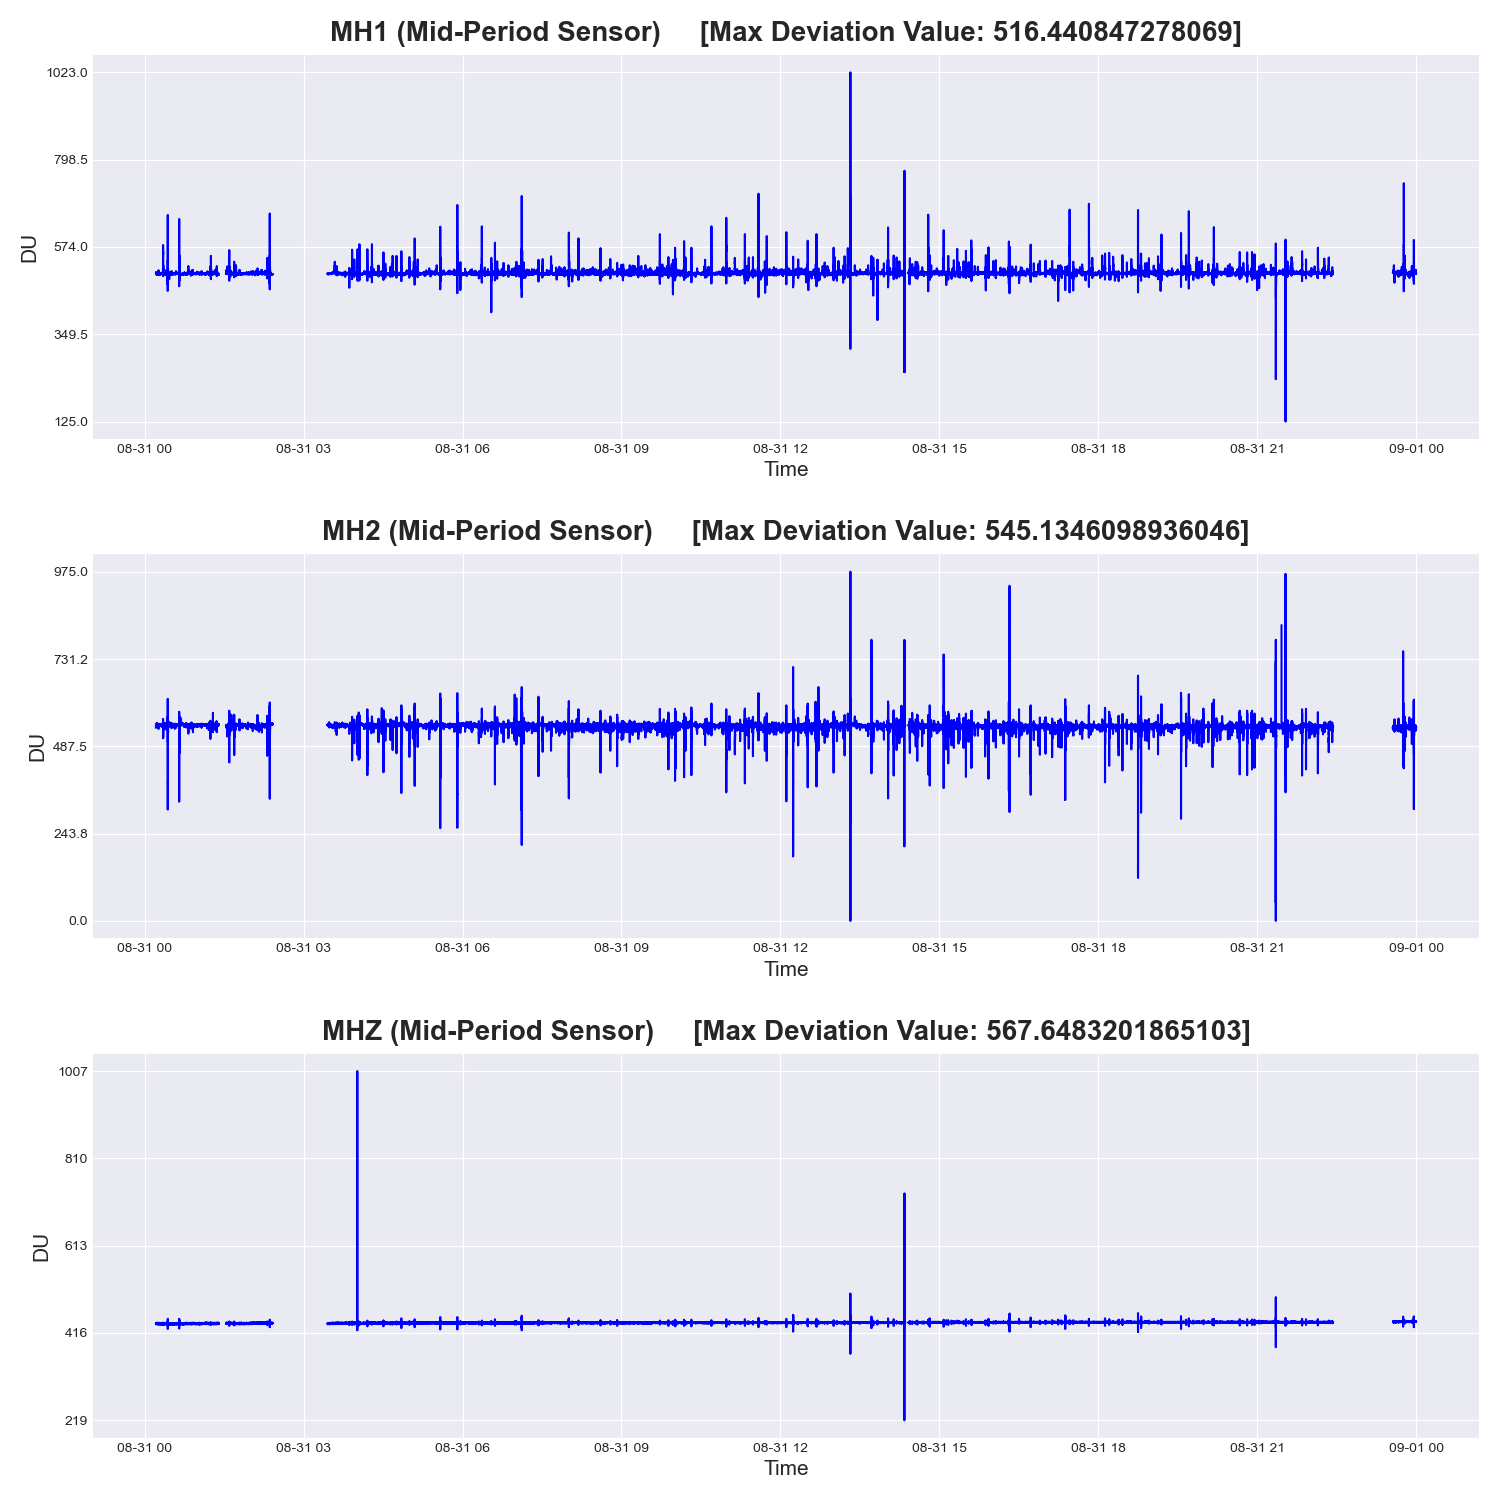 MH1 (Mid-Period Sensor) [Max Deviation Value: 516.440847278069]
1023.0
798.5
574.0
349.5
125.0
DU
08-31 00 08-31 03 08-31 06 08-31 09 08-31 12 08-31 15 08-31 18 08-31 21 09-01 00
Time
MH2 (Mid-Period Sensor) [Max Deviation Value: 545.1346098936046]
975.0
731.2
487.5
243.8
0.0
DU
08-31 00 08-31 03 08-31 06 08-31 09 08-31 12 08-31 15 08-31 18 08-31 21 09-01 00
Time
MHZ (Mid-Period Sensor) [Max Deviation Value: 567.6483201865103]
1007
810
613
416
219
DU
08-31 00 08-31 03 08-31 06 08-31 09 08-31 12 08-31 15 08-31 18 08-31 21 09-01 00
Time